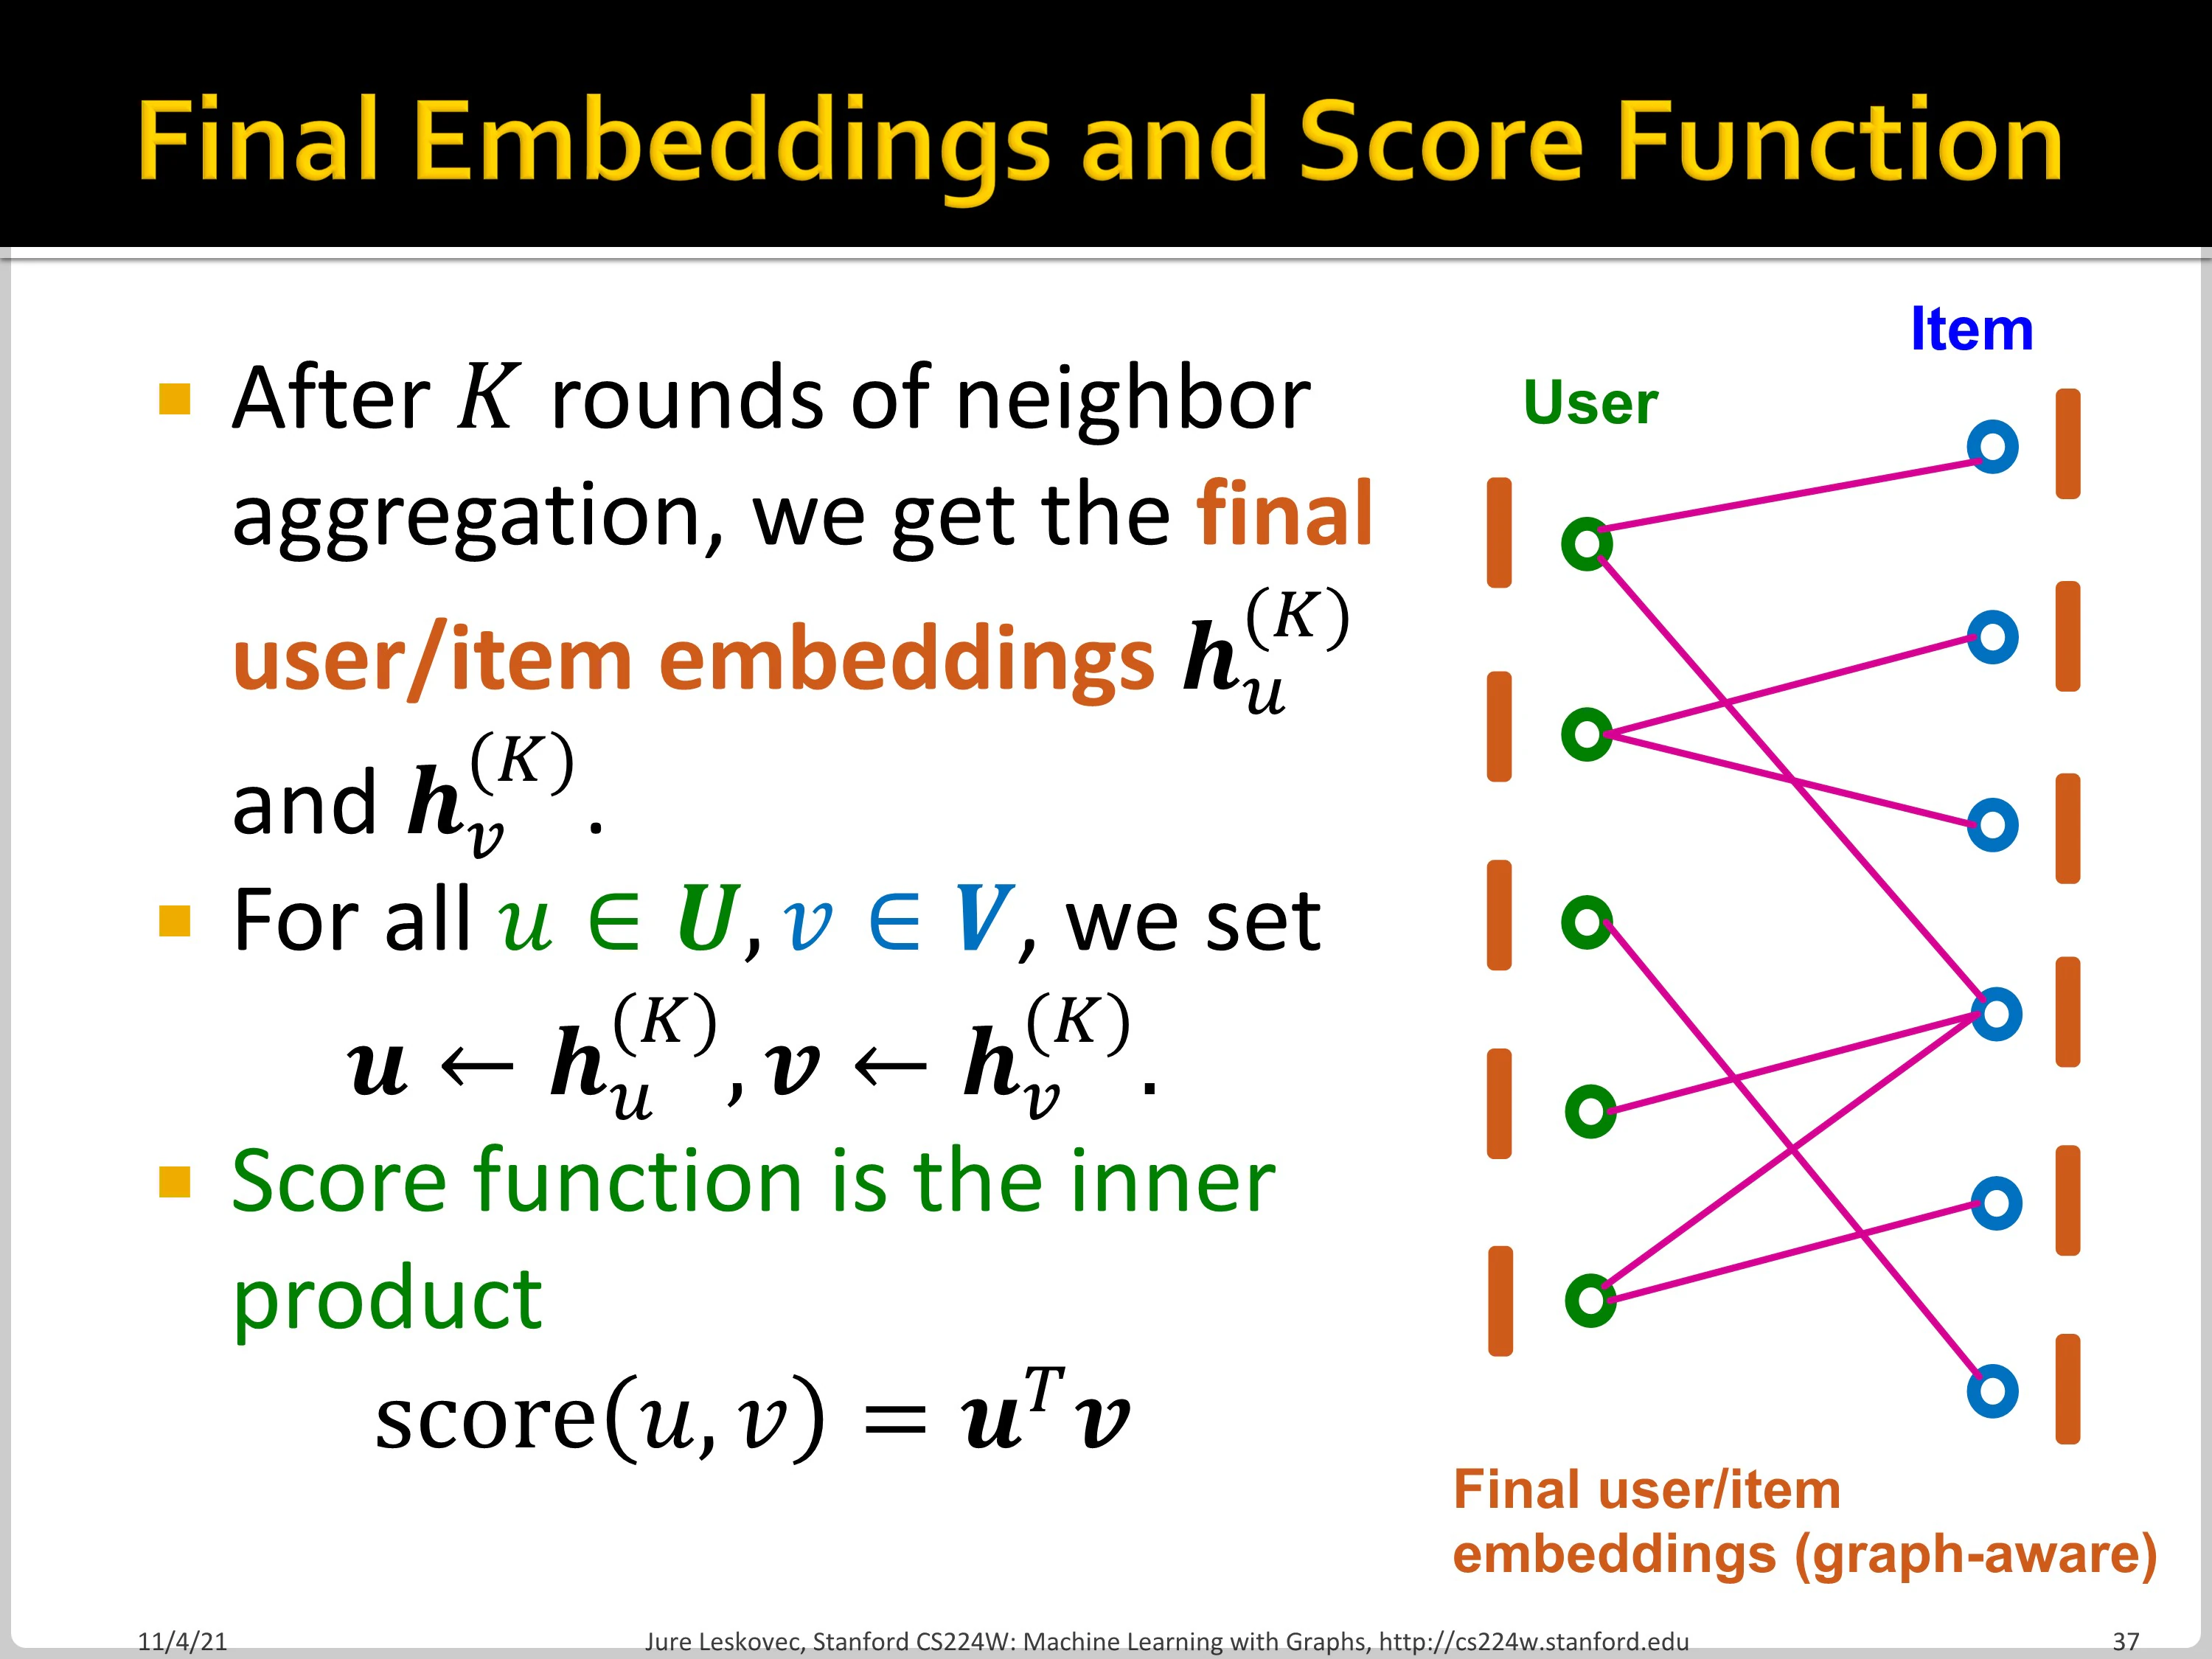 Final Embeddings and Score Function
After K rounds of neighbor
aggregation, we get the final
user/item embeddings h_u^(K)
and h_v^(K).
For all u ∈ U, v ∈ V, we set
u ← h_u^(K), v ← h_v^(K).
Score function is the inner
product
score(u, v) = u^T v
Item
User
Final user/item
embeddings (graph-aware)
11/4/21
Jure Leskovec, Stanford CS224W: Machine Learning with Graphs, http://cs224w.stanford.edu
37